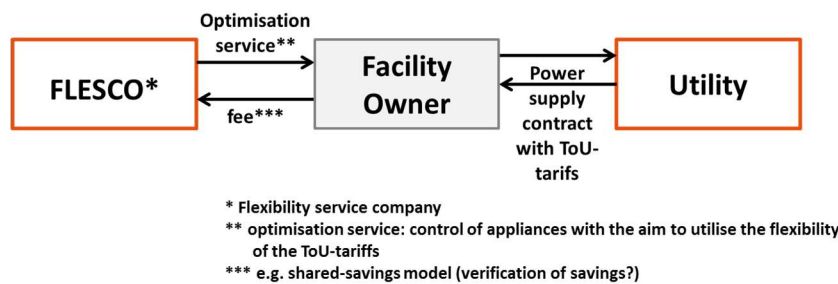 Optimisation
service**
FLESCO*
fee***
Facility
Owner
Power
supply
contract
with ToU-
tarifs
Utility
* Flexibility service company
** optimisation service: control of appliances with the aim to utilise the flexibility
of the ToU-tariffs
*** e.g. shared-savings model (verification of savings?)